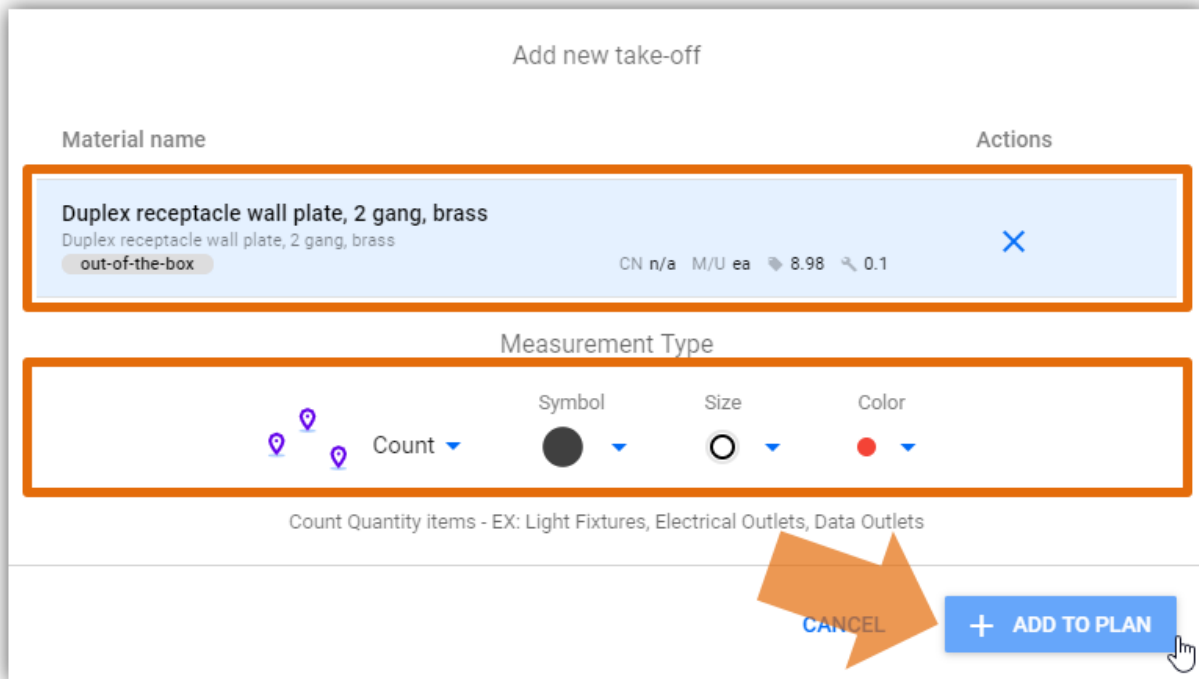 Add new take-off
Material name Actions
Duplex receptacle wall plate, 2 gang, brass
Duplex receptacle wall plate, 2 gang, brass
out-of-the-box CN n/a M/U ea 8.98 0.1
Measurement Type
Symbol Size Color
Count
Count Quantity items - EX: Light Fixtures, Electrical Outlets, Data Outlets
CANCEL + ADD TO PLAN